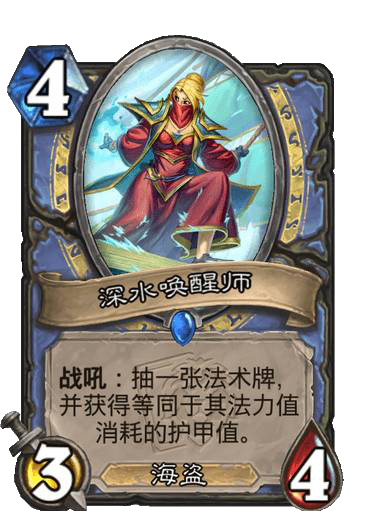 4
深水唤醒师
战吼：抽一张法术牌，
并获得等同于其法力值
消耗的护甲值。
3
海盗
4